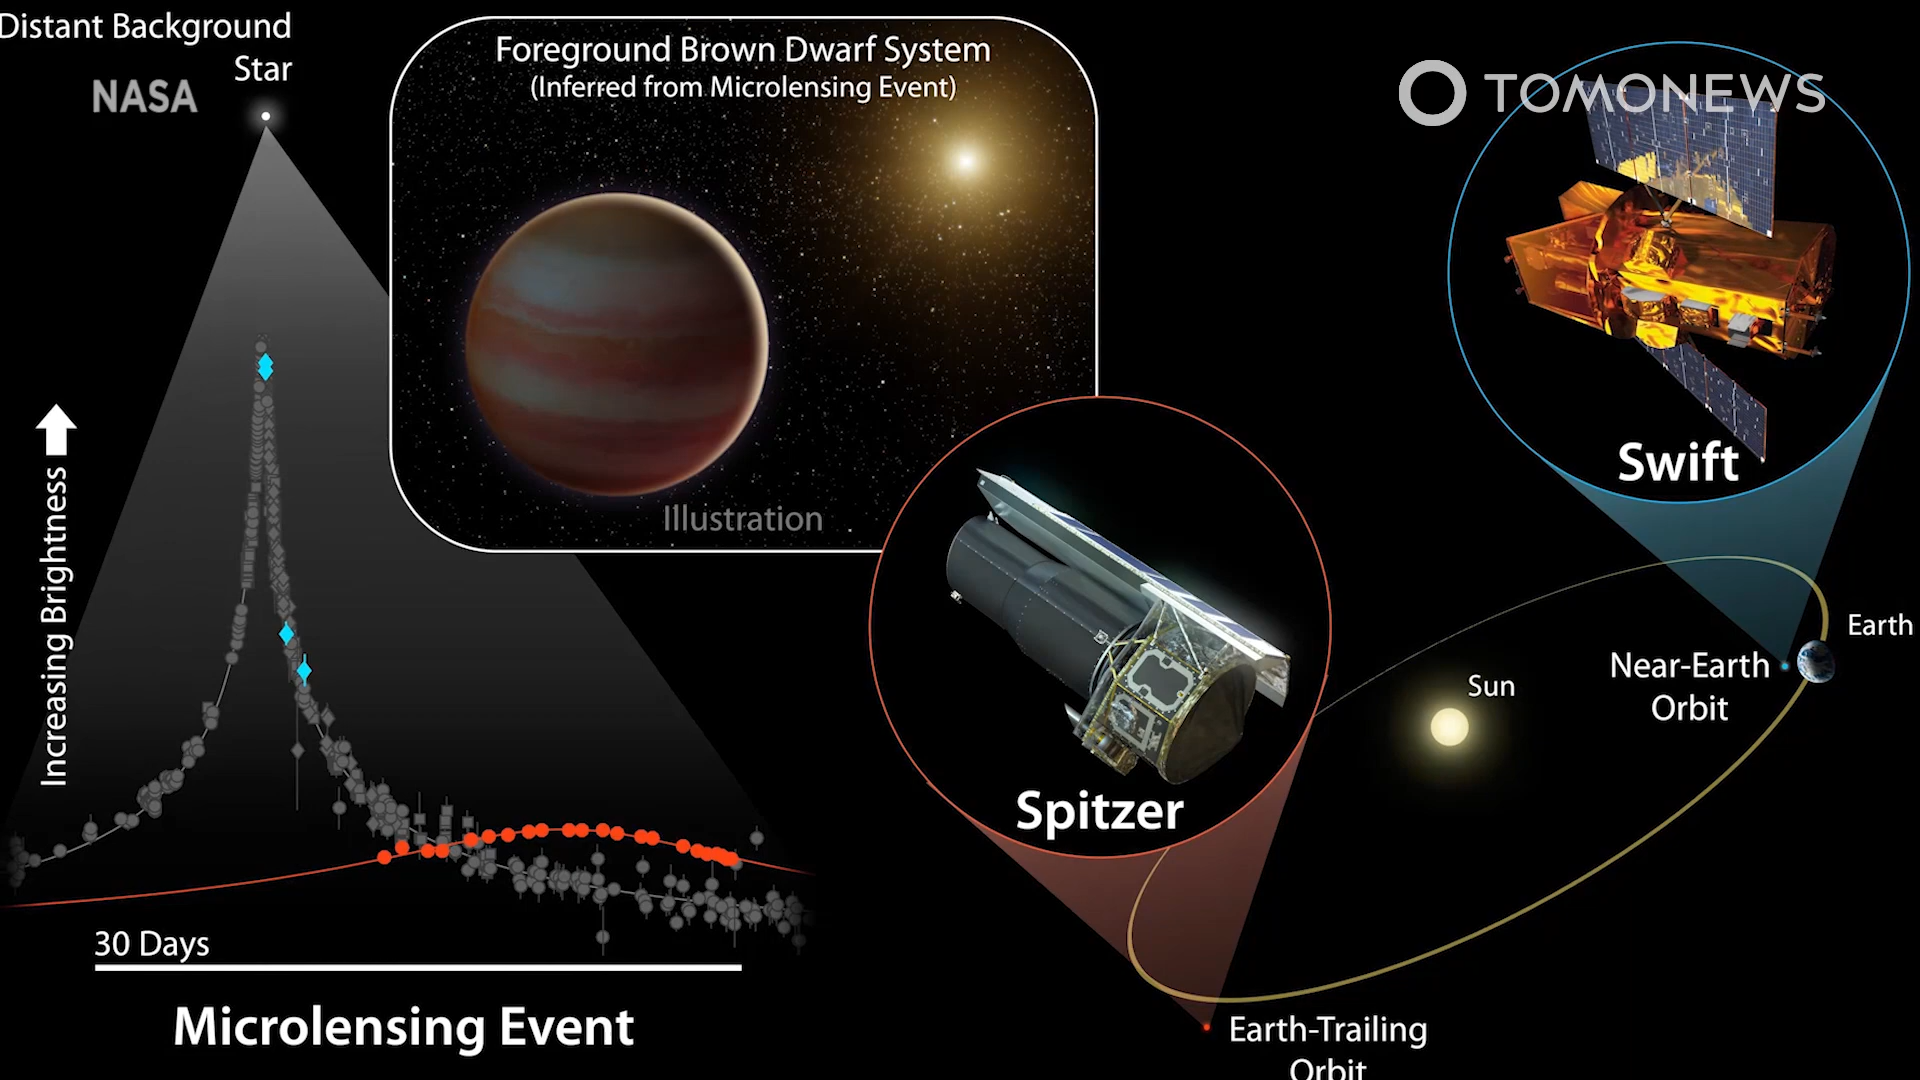 Distant Background
Star
NASA
Foreground Brown Dwarf System
(Inferred from Microlensing Event)
TOMONEWS
Illustration
Swift
Increasing Brightness
Spitzer
Earth
Near-Earth
Orbit
Sun
30 Days
Microlensing Event
Earth-Trailing
Orbit